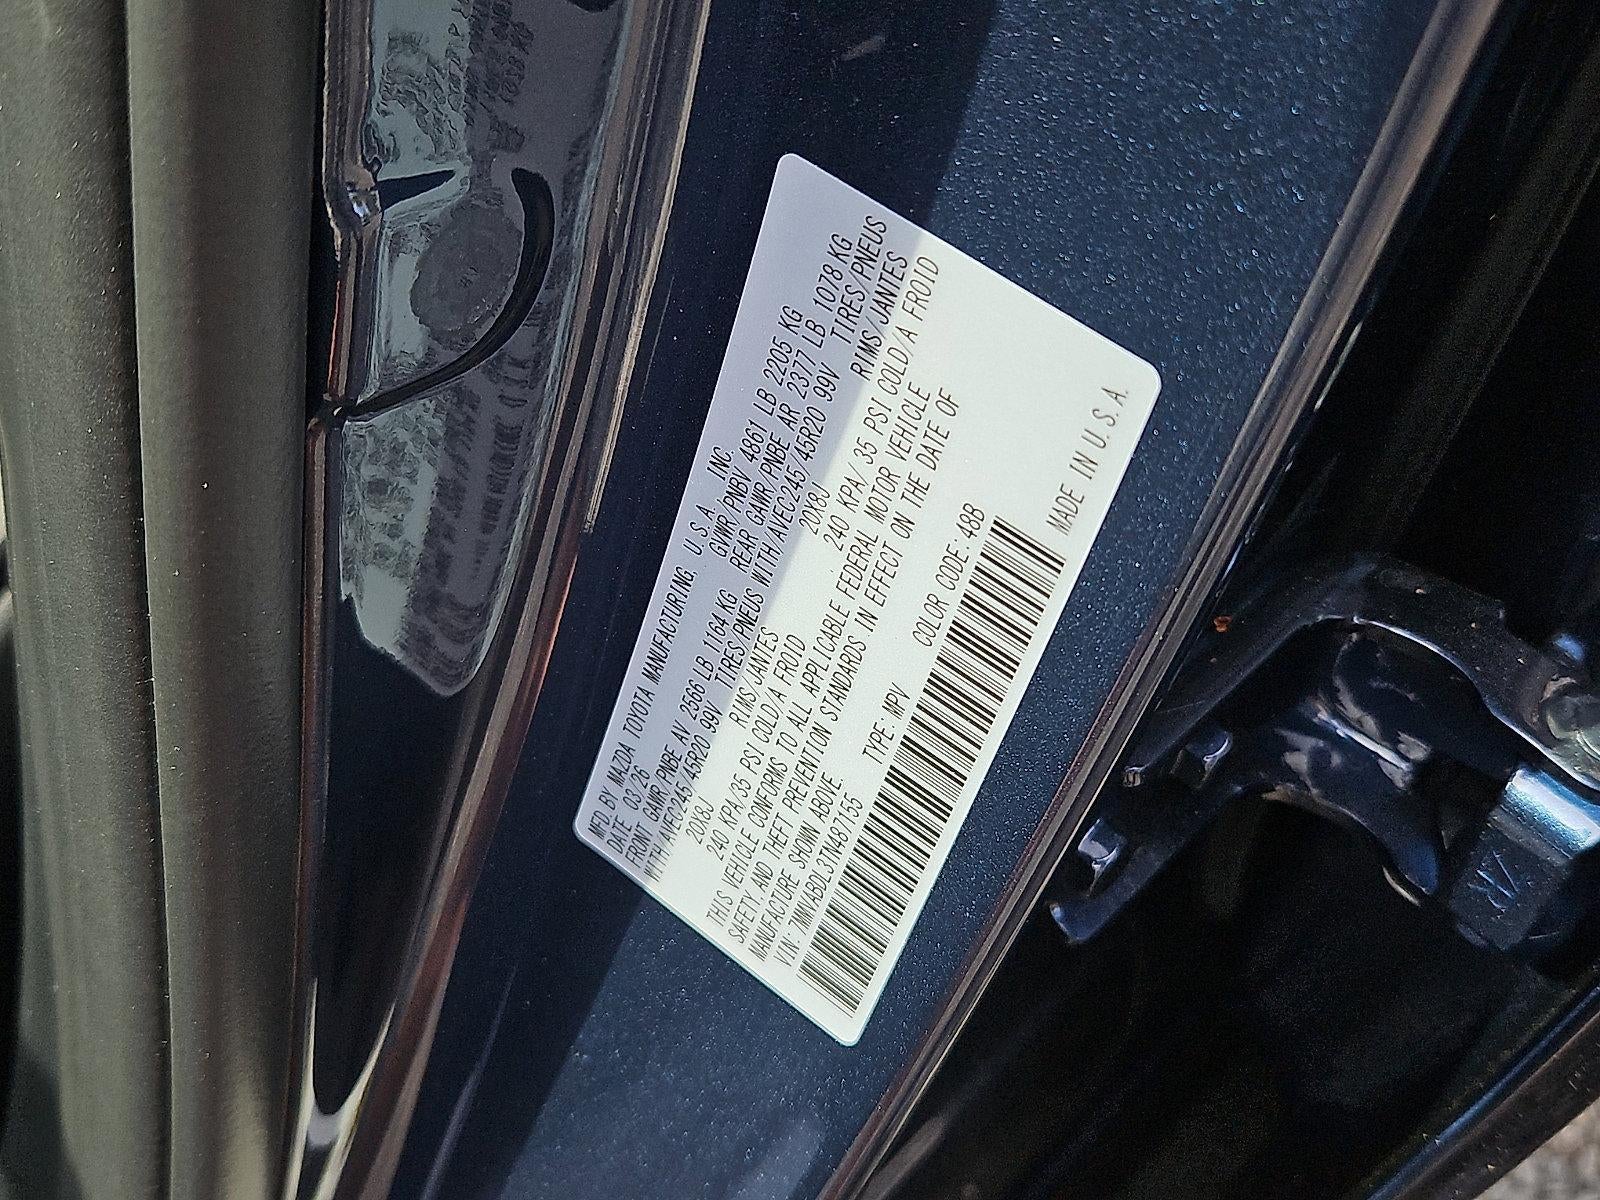 MFD. BY MAZDA TOYOTA MANUFACTURING, U.S.A. INC.
DATE 03/26 GVWR/PNBV 4861 LB 2205 KG
FRONT GAWR/PNBE AV 2566 LB 1164 KG REAR GAWR/PNBE AR 2377 LB 1078 KG
WITH/AVEC245/45R20 99V TIRES/PNEUS WITH/AVEC245/45R20 99V TIRES/PNEUS
20X8J RIMS/JANTES 20X8J RIMS/JANTES
240 KPA/35 PSI COLD/A FROID 240 KPA/35 PSI COLD/A FROID
THIS VEHICLE CONFORMS TO ALL APPLICABLE FEDERAL MOTOR VEHICLE
SAFETY, AND THEFT PREVENTION STANDARDS IN EFFECT ON THE DATE OF
MANUFACTURE SHOWN ABOVE.
VIN: 7MMVABDL3TN487155 TYPE: MPV COLOR CODE: 48B
MADE IN U.S.A.